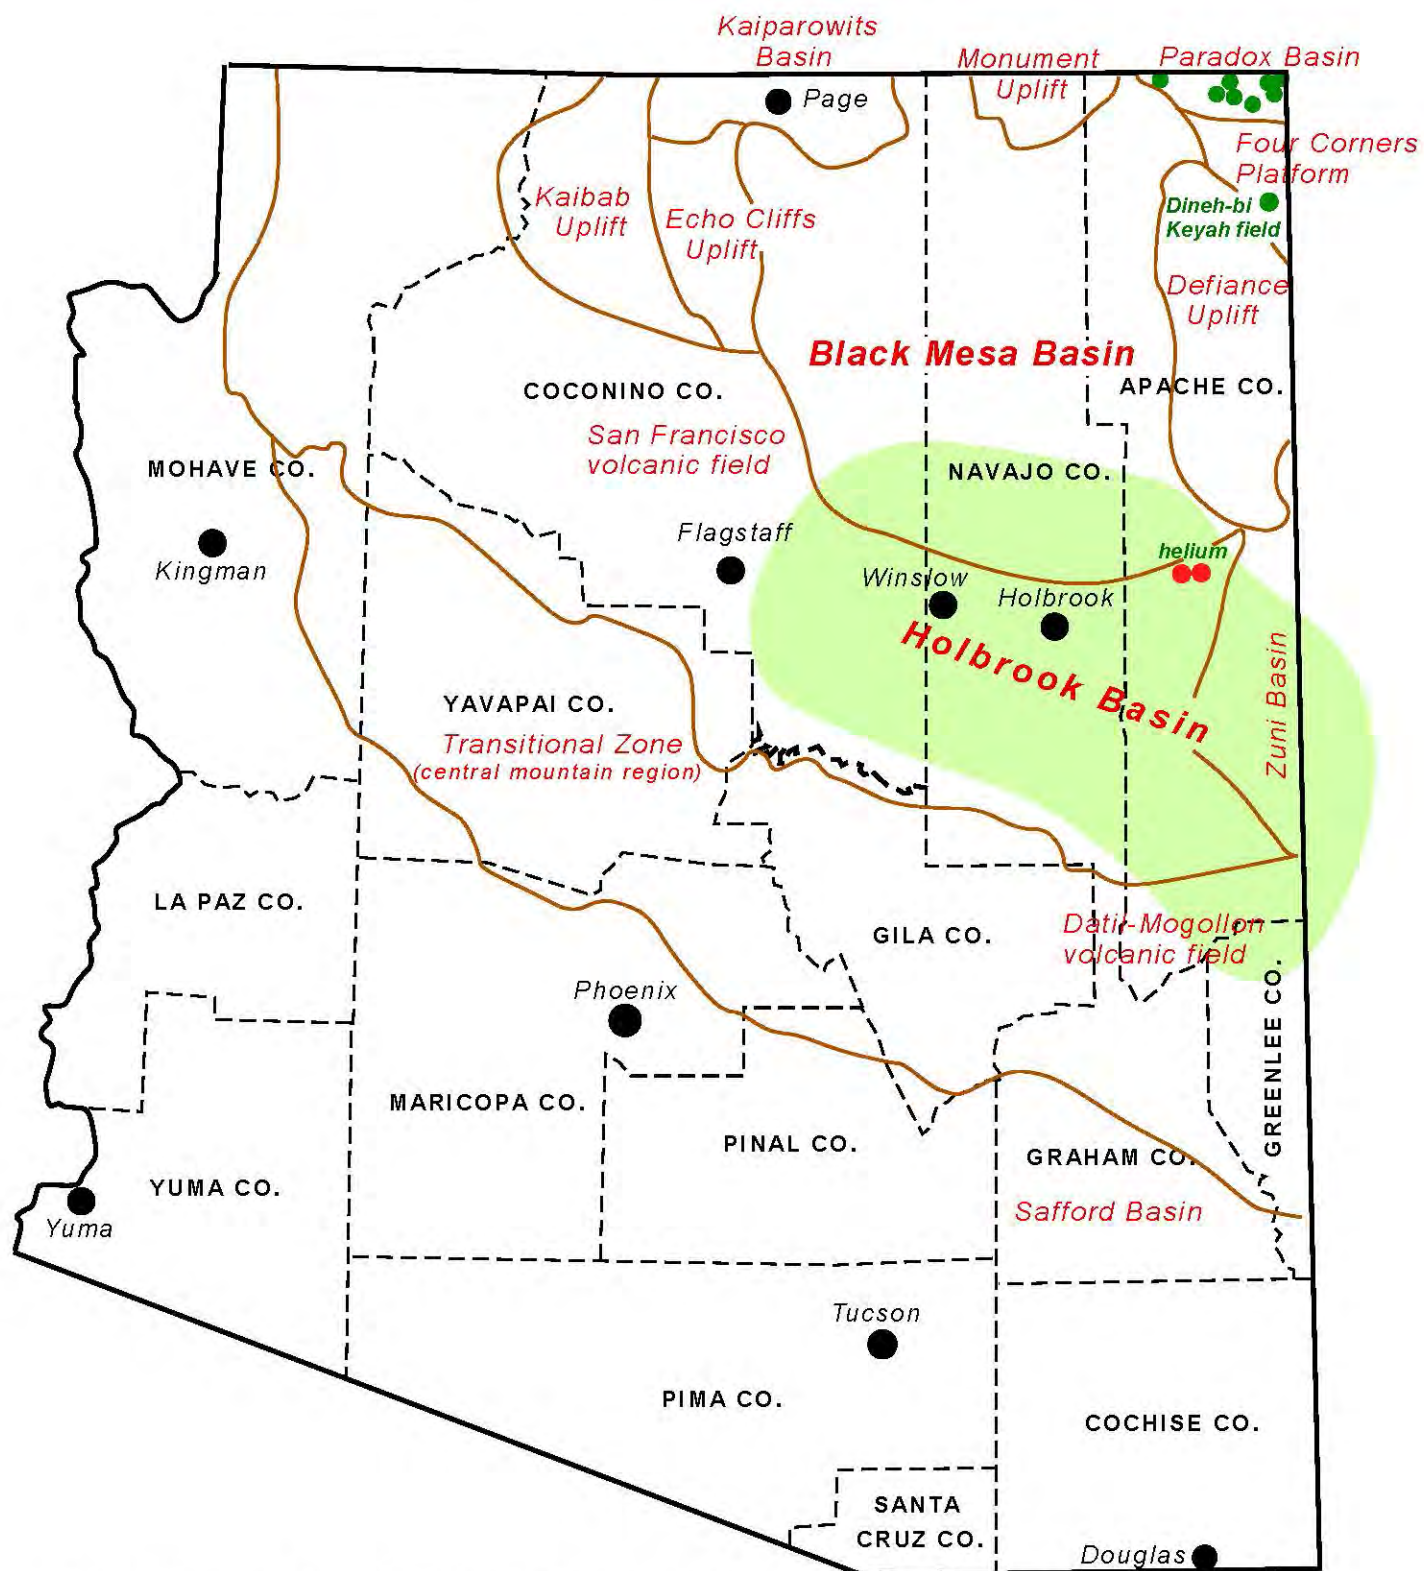 Kaiparowits
Basin
Monument
Uplift
Paradox Basin
Page
Four Corners
Platform
Kaibab
Uplift
Echo Cliffs
Uplift
Dineh-bi
Keyah field
Defiance
Uplift
Black Mesa Basin
COCONINO CO.
APACHE CO.
San Francisco
volcanic field
MOHAVE CO.
NAVAJO CO.
Flagstaff
helium
Kingman
Winslow
Holbrook
Holbrook Basin
Zuni Basin
YAVAPAI CO.
Transitional Zone
(central mountain region)
LA PAZ CO.
GILA CO.
Datil-Mogollon
volcanic field
Phoenix
GREENLEE CO.
MARICOPA CO.
PINAL CO.
GRAHAM CO.
YUMA CO.
Yuma
Safford Basin
Tucson
PIMA CO.
COCHISE CO.
SANTA
CRUZ CO.
Douglas